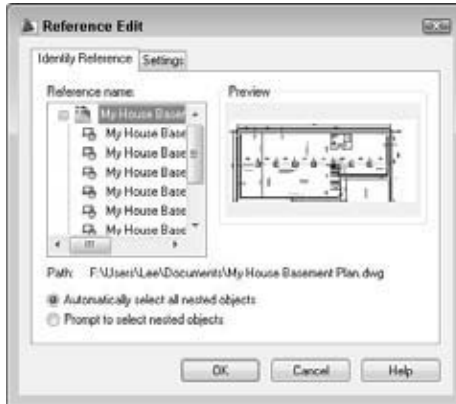 Reference Edit
Identify Reference Settings
Reference name:
Preview
My House Basement
My House Base
My House Base
My House Base
My House Base
My House Base
My House Base
Path: F:\Users\Lee\Documents\My House Basement Plan.dwg
Automatically select all nested objects
Prompt to select nested objects
OK Cancel Help